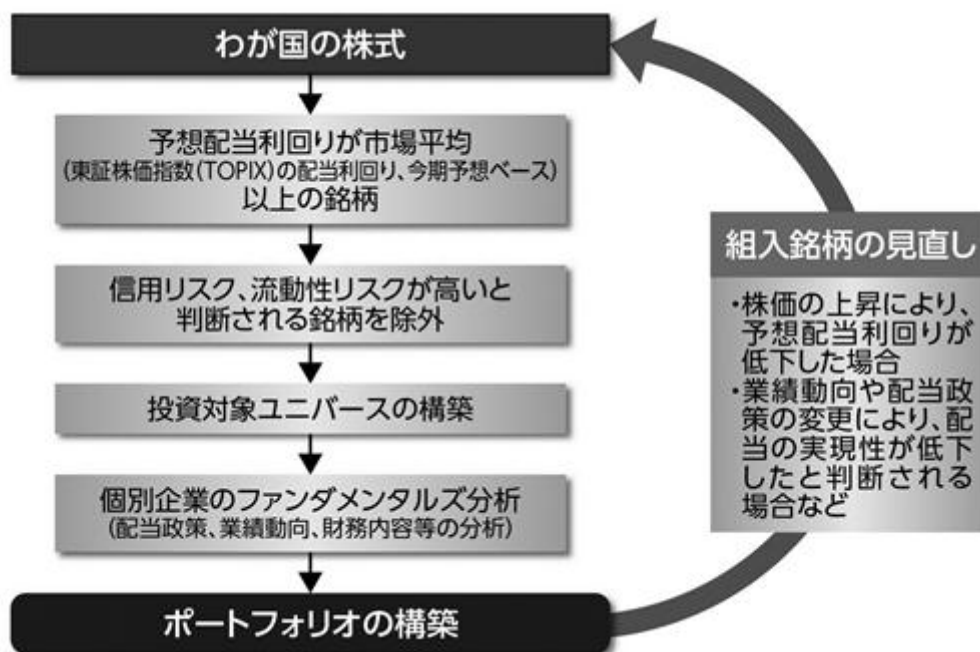 わが国の株式
予想配当利回りが市場平均
(東証株価指数(TOPIX)の配当利回り、今期予想ベース)
以上の銘柄
信用リスク、流動性リスクが高いと
判断される銘柄を除外
投資対象ユニバースの構築
個別企業のファンダメンタルズ分析
(配当政策、業績動向、財務内容等の分析)
ポートフォリオの構築
組入銘柄の見直し
・株価の上昇により、
予想配当利回りが
低下した場合
・業績動向や配当政
策の変更により、配
当の実現性が低下
したと判断される
場合など